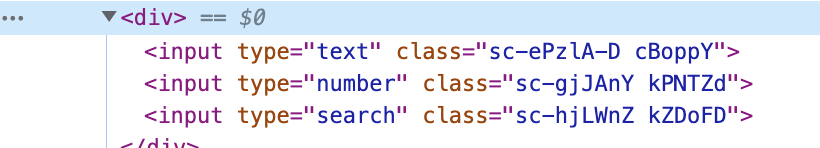 … ▼<div> == $0
<input type="text" class="sc-ePzlA-D cBoppY">
<input type="number" class="sc-gjJAnY kPNTZd">
<input type="search" class="sc-hjLWnZ kZDoFD">
</div>